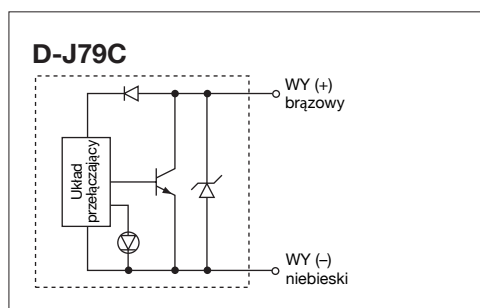 D-J79C
WY (+)
brązowy
Układ
przełączający
WY (–)
niebieski